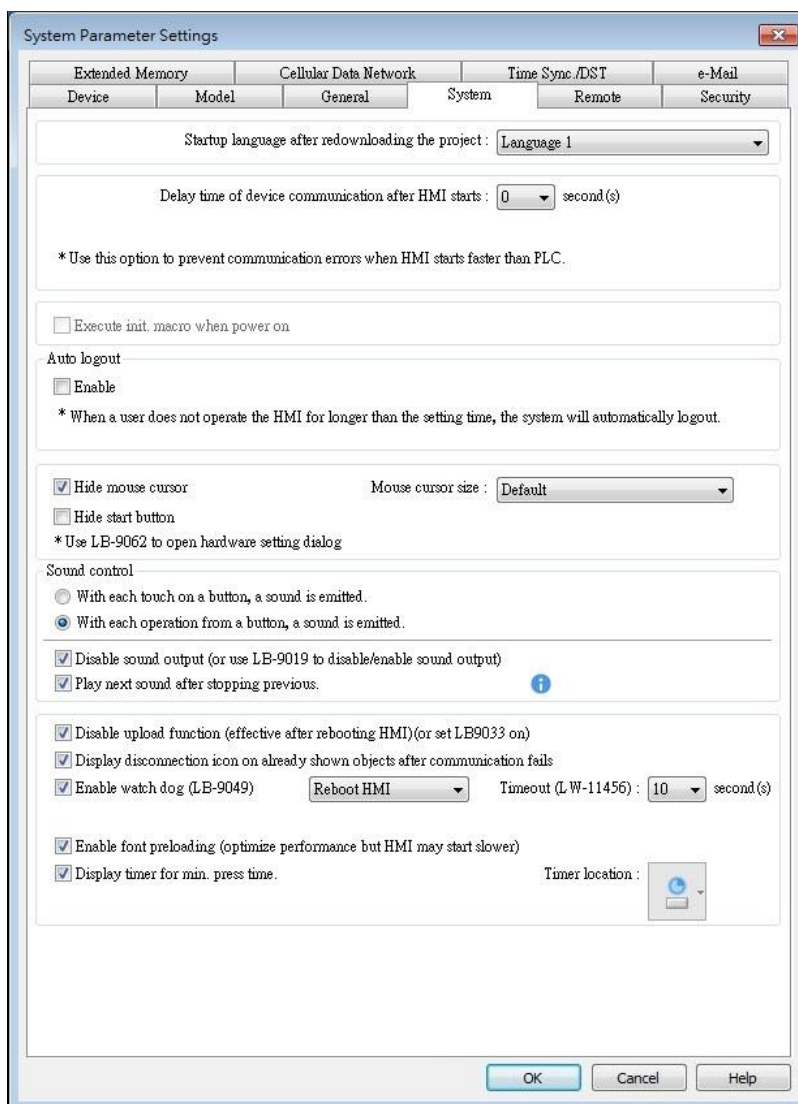 System Parameter Settings
Extended Memory Cellular Data Network Time Sync./DST e-Mail
Device Model General System Remote Security
Startup language after redownloading the project : Language 1
Delay time of device communication after HMI starts : 0 second(s)
* Use this option to prevent communication errors when HMI starts faster than PLC.
Execute init. macro when power on
Auto logout
Enable
* When a user does not operate the HMI for longer than the setting time, the system will automatically logout.
Hide mouse cursor Mouse cursor size : Default
Hide start button
* Use LB-9062 to open hardware setting dialog
Sound control
With each touch on a button, a sound is emitted.
With each operation from a button, a sound is emitted.
Disable sound output (or use LB-9019 to disable/enable sound output)
Play next sound after stopping previous.
Disable upload function (effective after rebooting HMI)(or set LB9033 on)
Display disconnection icon on already shown objects after communication fails
Enable watch dog (LB-9049) Reboot HMI Timeout (LW-11456) : 10 second(s)
Enable font preloading (optimize performance but HMI may start slower)
Display timer for min. press time. Timer location :
OK Cancel Help